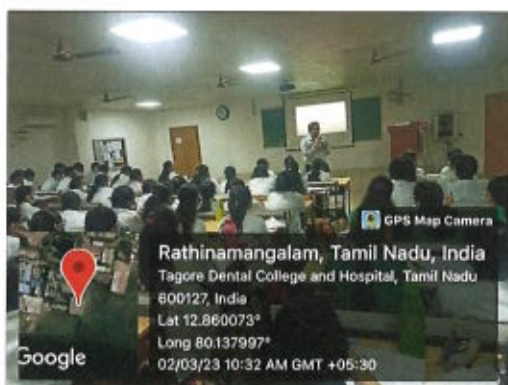 GPS Map Camera
Rathinamangalam, Tamil Nadu, India
Tagore Dental College and Hospital, Tamil Nadu
600127, India
Lat 12.860073°
Long 80.137997°
02/03/23 10:32 AM GMT +05:30
Google